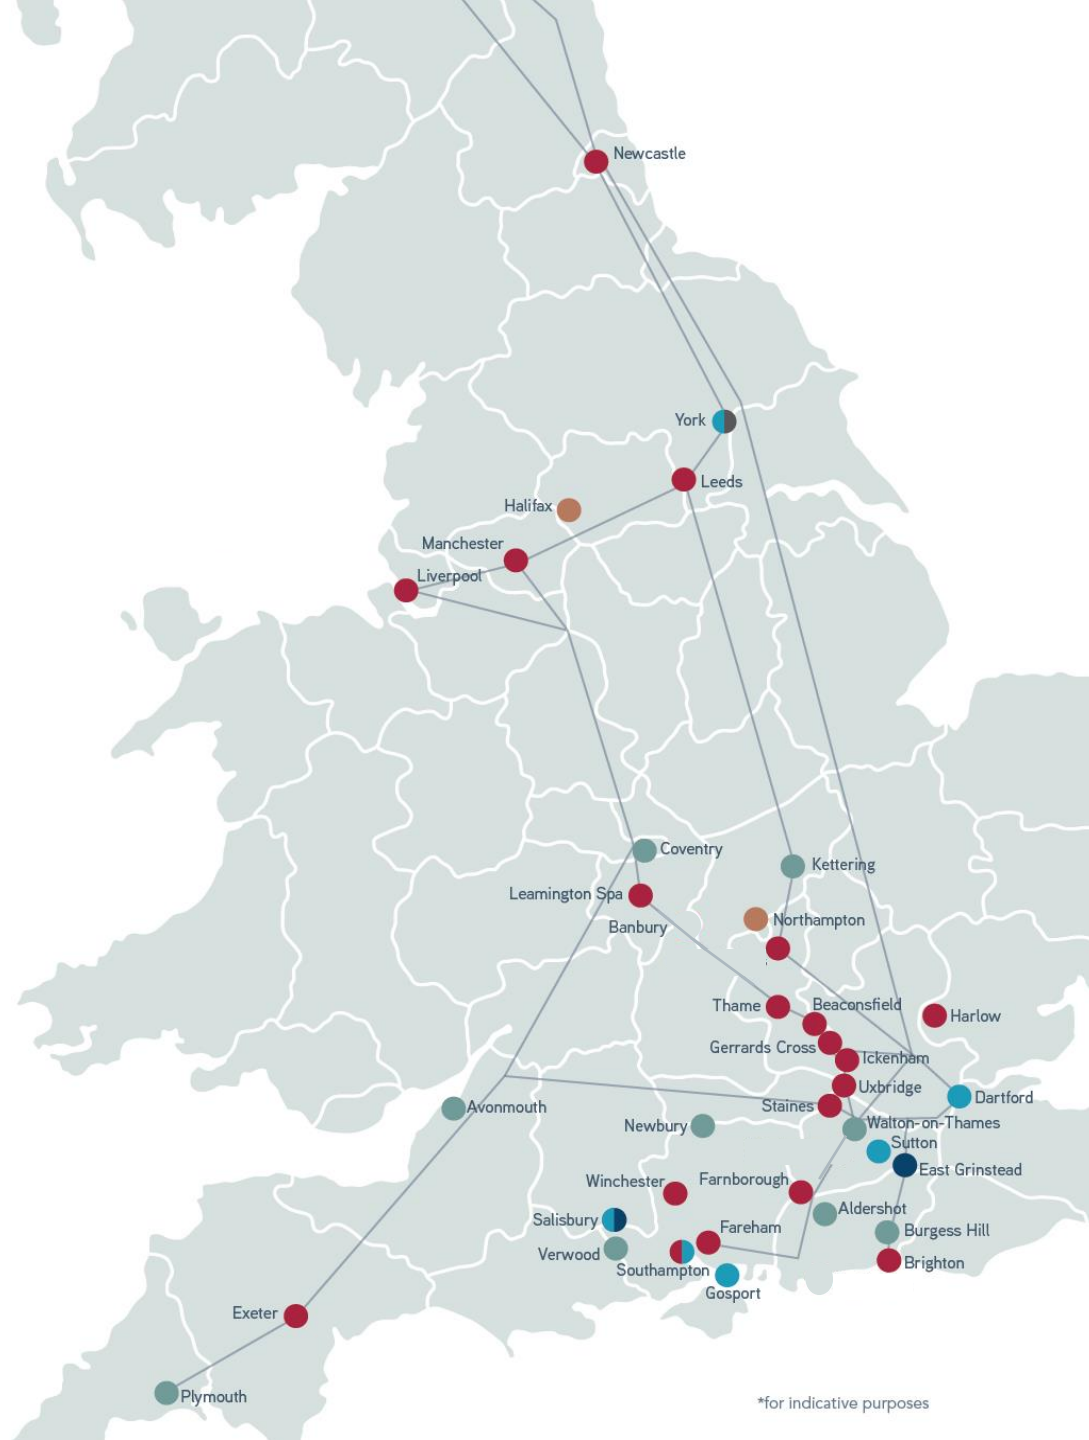 Newcastle
York
Leeds
Halifax
Manchester
Liverpool
Coventry
Kettering
Leamington Spa
Northampton
Banbury
Thame
Beaconsfield
Harlow
Gerrards Cross
Ickenham
Uxbridge
Dartford
Staines
Avonmouth
Newbury
Walton-on-Thames
Sutton
East Grinstead
Winchester
Farnborough
Aldershot
Salisbury
Fareham
Burgess Hill
Verwood
Brighton
Southampton
Gosport
Exeter
Plymouth
*for indicative purposes